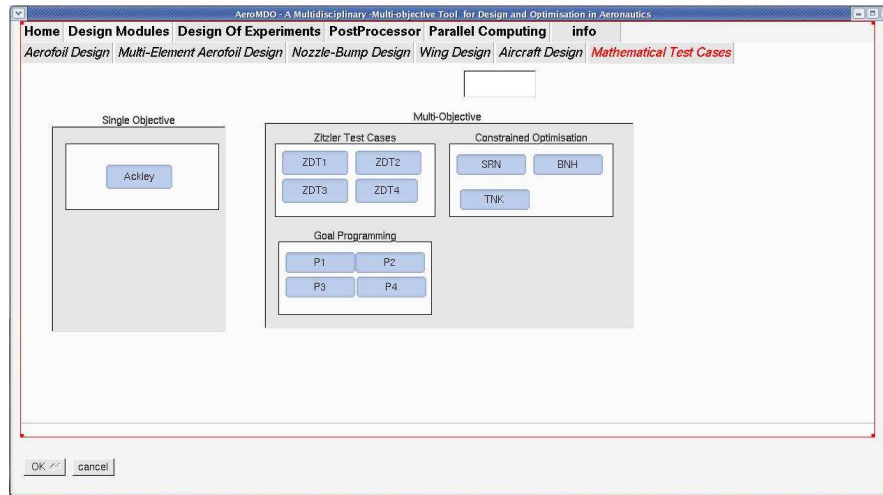 AeroMDO - A Multidisciplinary -Multi-objective Tool for Design and Optimisation in Aeronautics
Home Design Modules Design Of Experiments PostProcessor Parallel Computing info
Aerofoil Design Multi-Element Aerofoil Design Nozzle-Bump Design Wing Design Aircraft Design Mathematical Test Cases
Single Objective
Ackley
Multi-Objective
Zitzler Test Cases
ZDT1 ZDT2
ZDT3 ZDT4
Constrained Optimisation
SRN BNH
TNK
Goal Programming
P1 P2
P3 P4
OK cancel